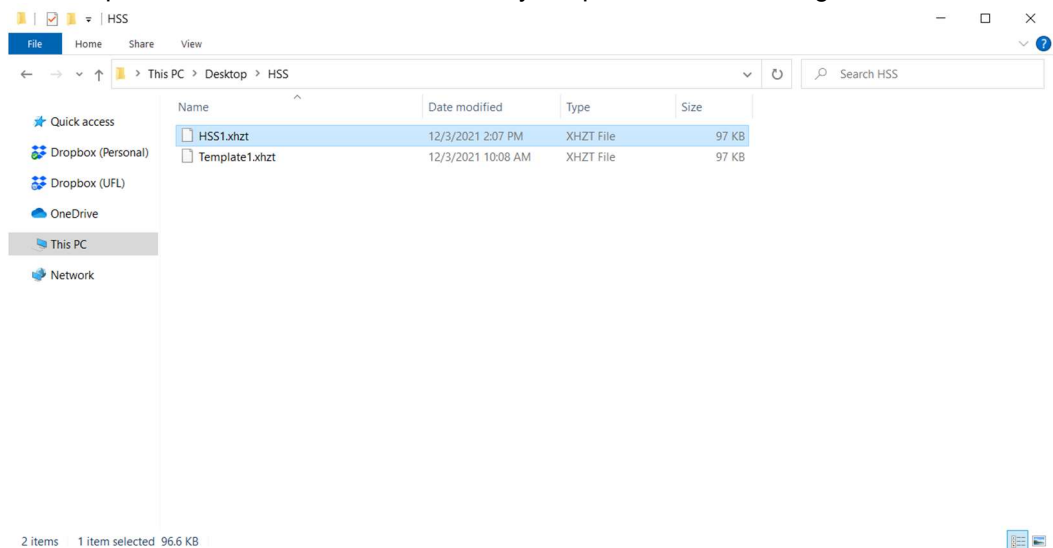 HSS
File Home Share View
This PC > Desktop > HSS
Search HSS
Name Date modified Type Size
Quick access
HSS1.xhzt 12/3/2021 2:07 PM XHZT File 97 KB
Dropbox (Personal)
Template1.xhzt 12/3/2021 10:08 AM XHZT File 97 KB
Dropbox (UFL)
OneDrive
This PC
Network
2 items 1 item selected 96.6 KB